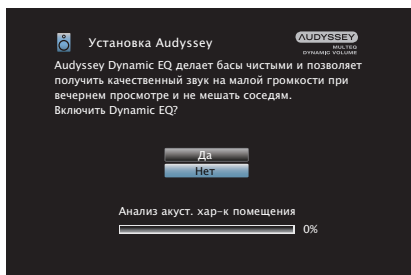 Установка Audyssey
AUDYSSEY
MULTEQ
DYNAMIC VOLUME
Audyssey Dynamic EQ делает басы чистыми и позволяет
получить качественный звук на малой громкости при
вечернем просмотре и не мешать соседям.
Включить Dynamic EQ?
Да
Нет
Анализ акуст. хар-к помещения
0%